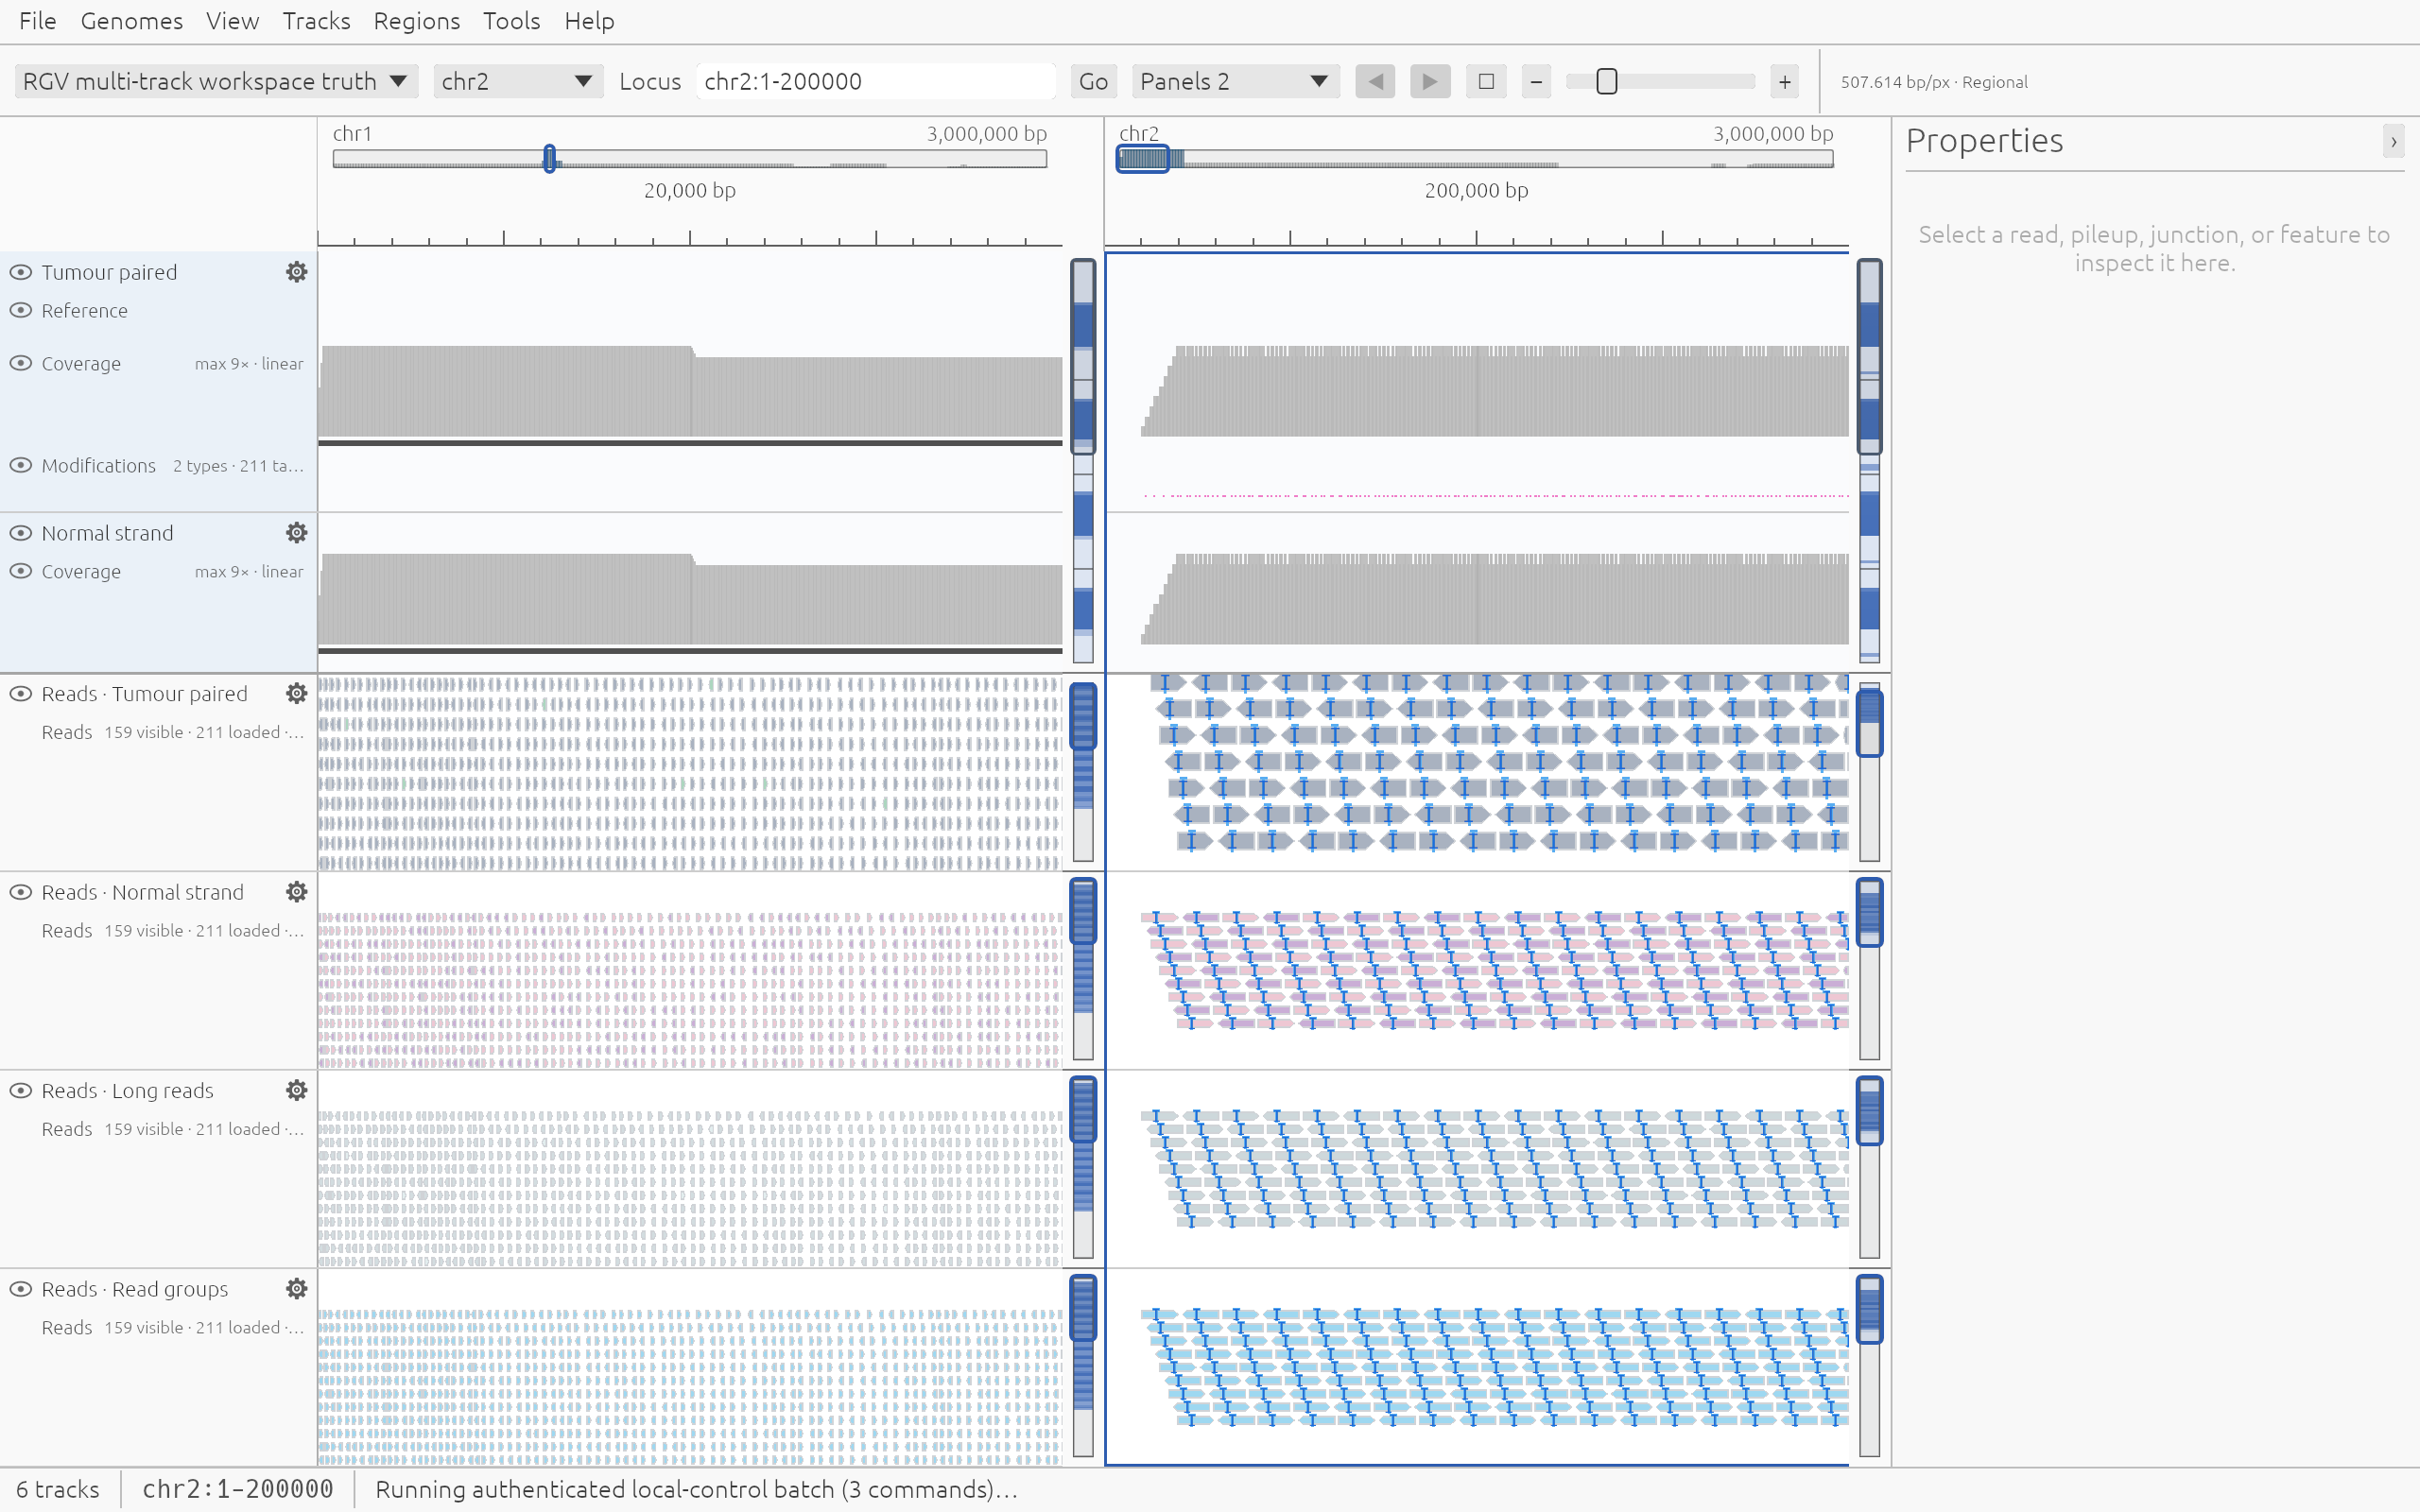 File Genomes View Tracks Regions Tools Help
RGV multi-track workspace truth chr2 Locus chr2:1-200000 Go Panels 2 − + 507.614 bp/px · Regional
chr1 3,000,000 bp
20,000 bp
chr2 3,000,000 bp
200,000 bp
Properties
Select a read, pileup, junction, or feature to
inspect it here.
Tumour paired
Reference
Coverage max 9× · linear
Modifications 2 types · 211 ta…
Normal strand
Coverage max 9× · linear
Reads · Tumour paired
Reads 159 visible · 211 loaded ·…
Reads · Normal strand
Reads 159 visible · 211 loaded ·…
Reads · Long reads
Reads 159 visible · 211 loaded ·…
Reads · Read groups
Reads 159 visible · 211 loaded ·…
6 tracks chr2:1-200000 Running authenticated local-control batch (3 commands)…